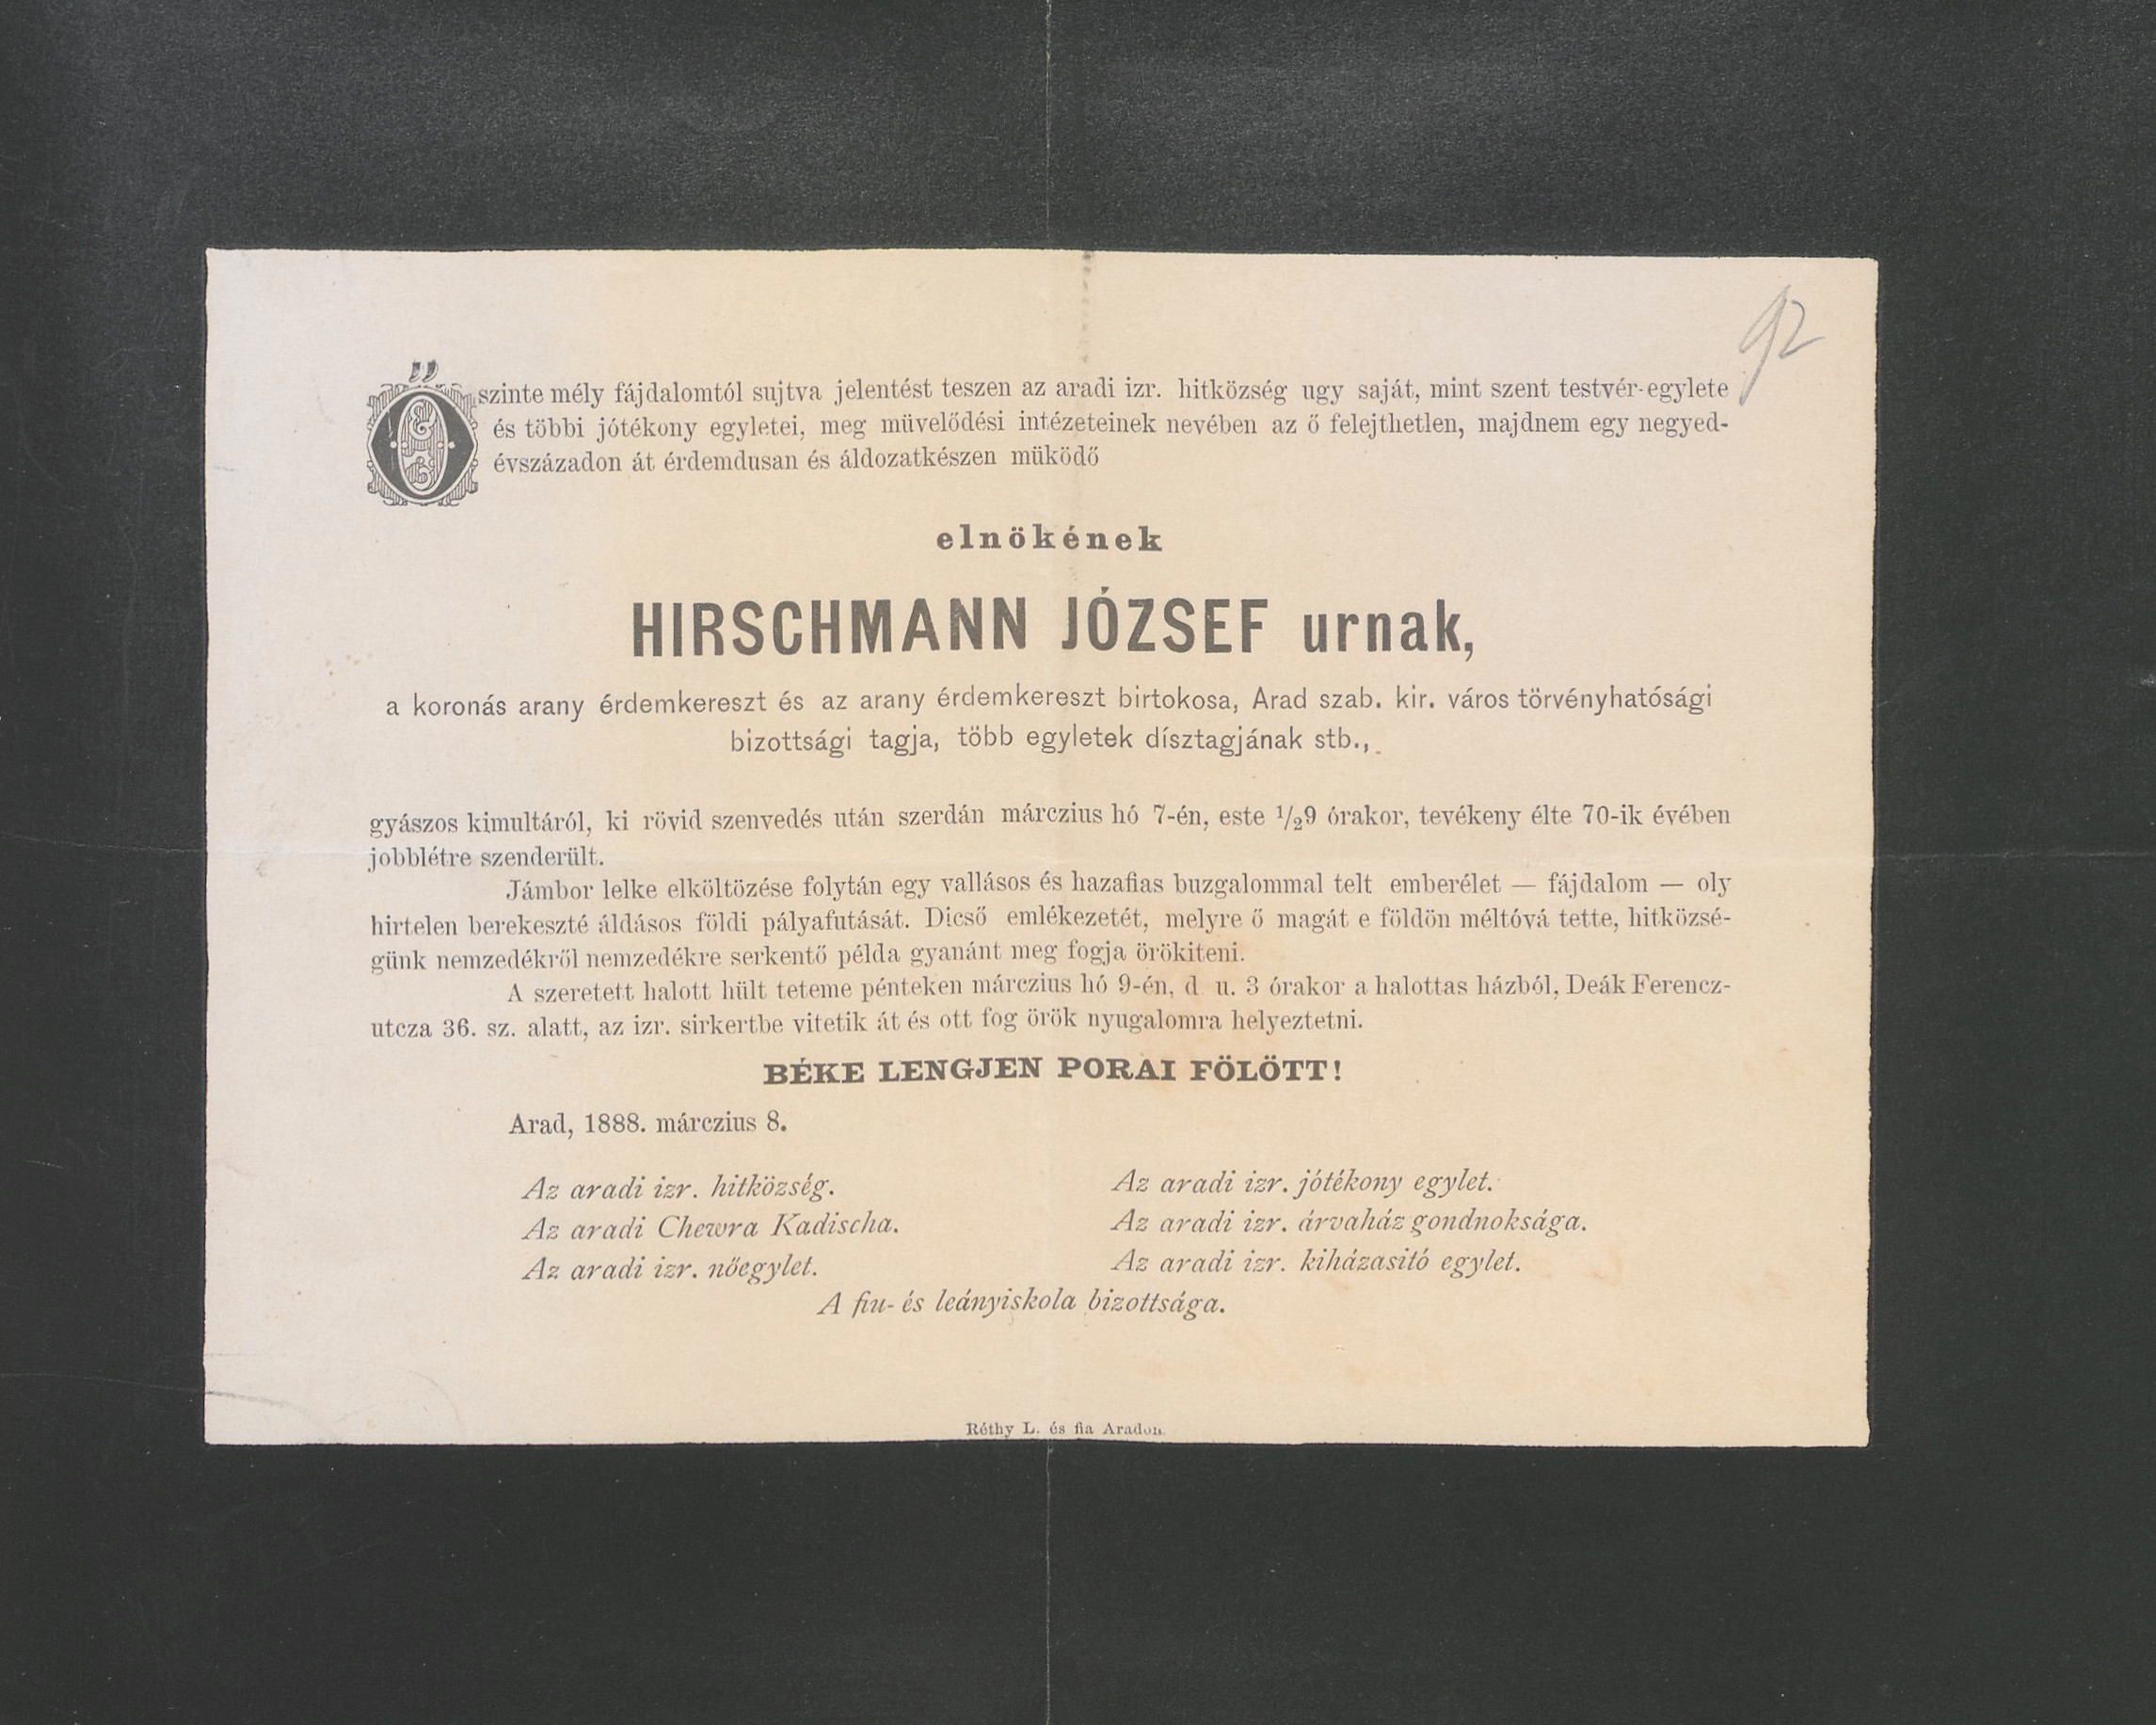 92
Őszinte mély fájdalomtól sujtva jelentést teszen az aradi izr. hitközség ugy saját, mint szent testvér-egylete
és többi jótékony egyletei, meg müvelődési intézeteinek nevében az ő felejthetlen, majdnem egy negyed-
évszázadon át érdemdusan és áldozatkészen müködő
elnökének
HIRSCHMANN JÓZSEF urnak,
a koronás arany érdemkereszt és az arany érdemkereszt birtokosa, Arad szab. kir. város törvényhatósági
bizottsági tagja, több egyletek dísztagjának stb.,
gyászos kimultáról, ki rövid szenvedés után szerdán márczius hó 7-én, este 1/29 órakor, tevékeny élte 70-ik évében
jobblétre szenderült.
Jámbor lelke elköltözése folytán egy vallásos és hazafias buzgalommal telt emberélet — fájdalom — oly
hirtelen berekeszté áldásos földi pályafutását. Dicső emlékezetét, melyre ő magát e földön méltóvá tette, hitközsé-
günk nemzedékről nemzedékre serkentő példa gyanánt meg fogja örökiteni.
A szeretett halott hült teteme pénteken márczius hó 9-én, d u. 3 órakor a halottas házból, Deák Ferencz-
utcza 36. sz. alatt, az izr. sirkertbe vitetik át és ott fog örök nyugalomra helyeztetni.
BÉKE LENGJEN PORAI FÖLÖTT!
Arad, 1888. márczius 8.
Az aradi izr. hitközség.
Az aradi Chewra Kadischa.
Az aradi izr. nőegylet.
Az aradi izr. jótékony egylet.
Az aradi izr. árvaház gondnoksága.
Az aradi izr. kiházasitó egylet.
A fiu- és leányiskola bizottsága.
Réthy L. és fia Aradon.